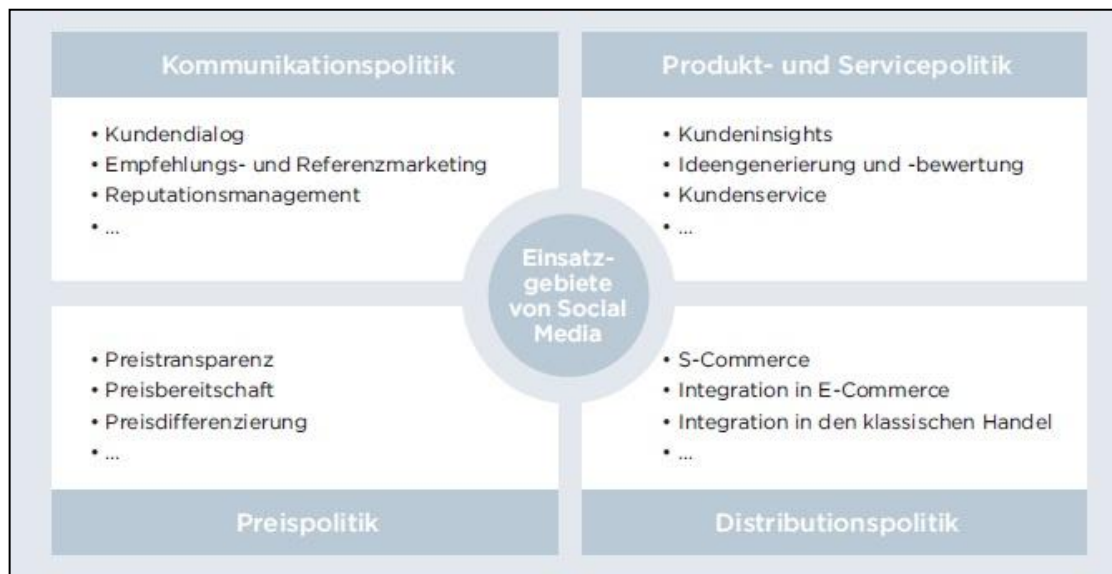 Kommunikationspolitik
• Kundendialog
• Empfehlungs- und Referenzmarketing
• Reputationsmanagement
• ...
Produkt- und Servicepolitik
• Kundeninsights
• Ideengenerierung und -bewertung
• Kundenservice
• ...
Einsatz-
gebiete
von Social
Media
• Preistransparenz
• Preisbereitschaft
• Preisdifferenzierung
• ...
Preispolitik
• S-Commerce
• Integration in E-Commerce
• Integration in den klassischen Handel
• ...
Distributionspolitik